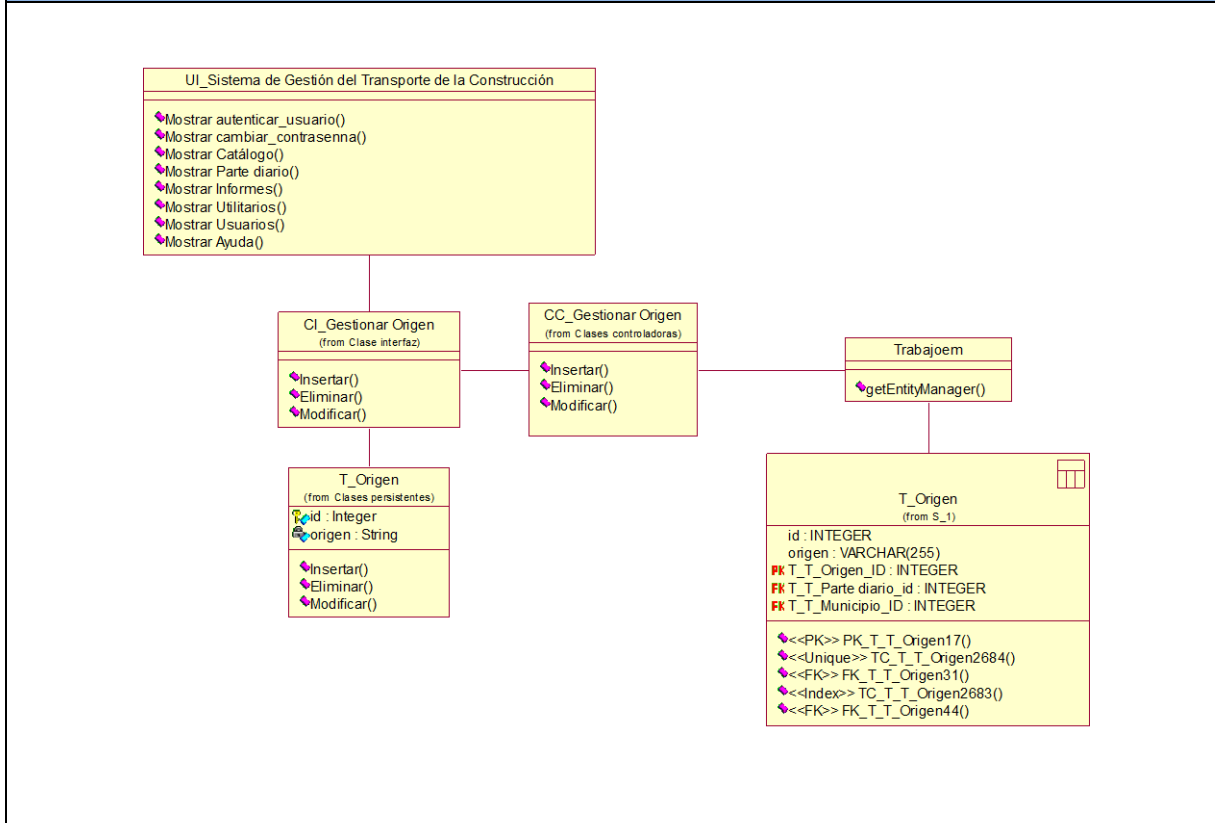 UI_Sistema de Gestión del Transporte de la Construcción
Mostrar autenticar_usuario()
Mostrar cambiar_contrasenna()
Mostrar Catálogo()
Mostrar Parte diario()
Mostrar Informes()
Mostrar Utilitarios()
Mostrar Usuarios()
Mostrar Ayuda()
CI_Gestionar Origen
(from Clase interfaz)
Insertar()
Eliminar()
Modificar()
CC_Gestionar Origen
(from Clases controladoras)
Insertar()
Eliminar()
Modificar()
Trabajoem
getEntityManager()
T_Origen
(from Clases persistentes)
id : Integer
origen : String
Insertar()
Eliminar()
Modificar()
T_Origen
(from S_1)
id : INTEGER
origen : VARCHAR(255)
PK T_T_Origen_ID : INTEGER
FK T_T_Parte diario_id : INTEGER
FK T_T_Municipio_ID : INTEGER
<<PK>> PK_T_T_Origen17()
<<Unique>> TC_T_T_Origen2684()
<<FK>> FK_T_T_Origen31()
<<Index>> TC_T_T_Origen2683()
<<FK>> FK_T_T_Origen44()